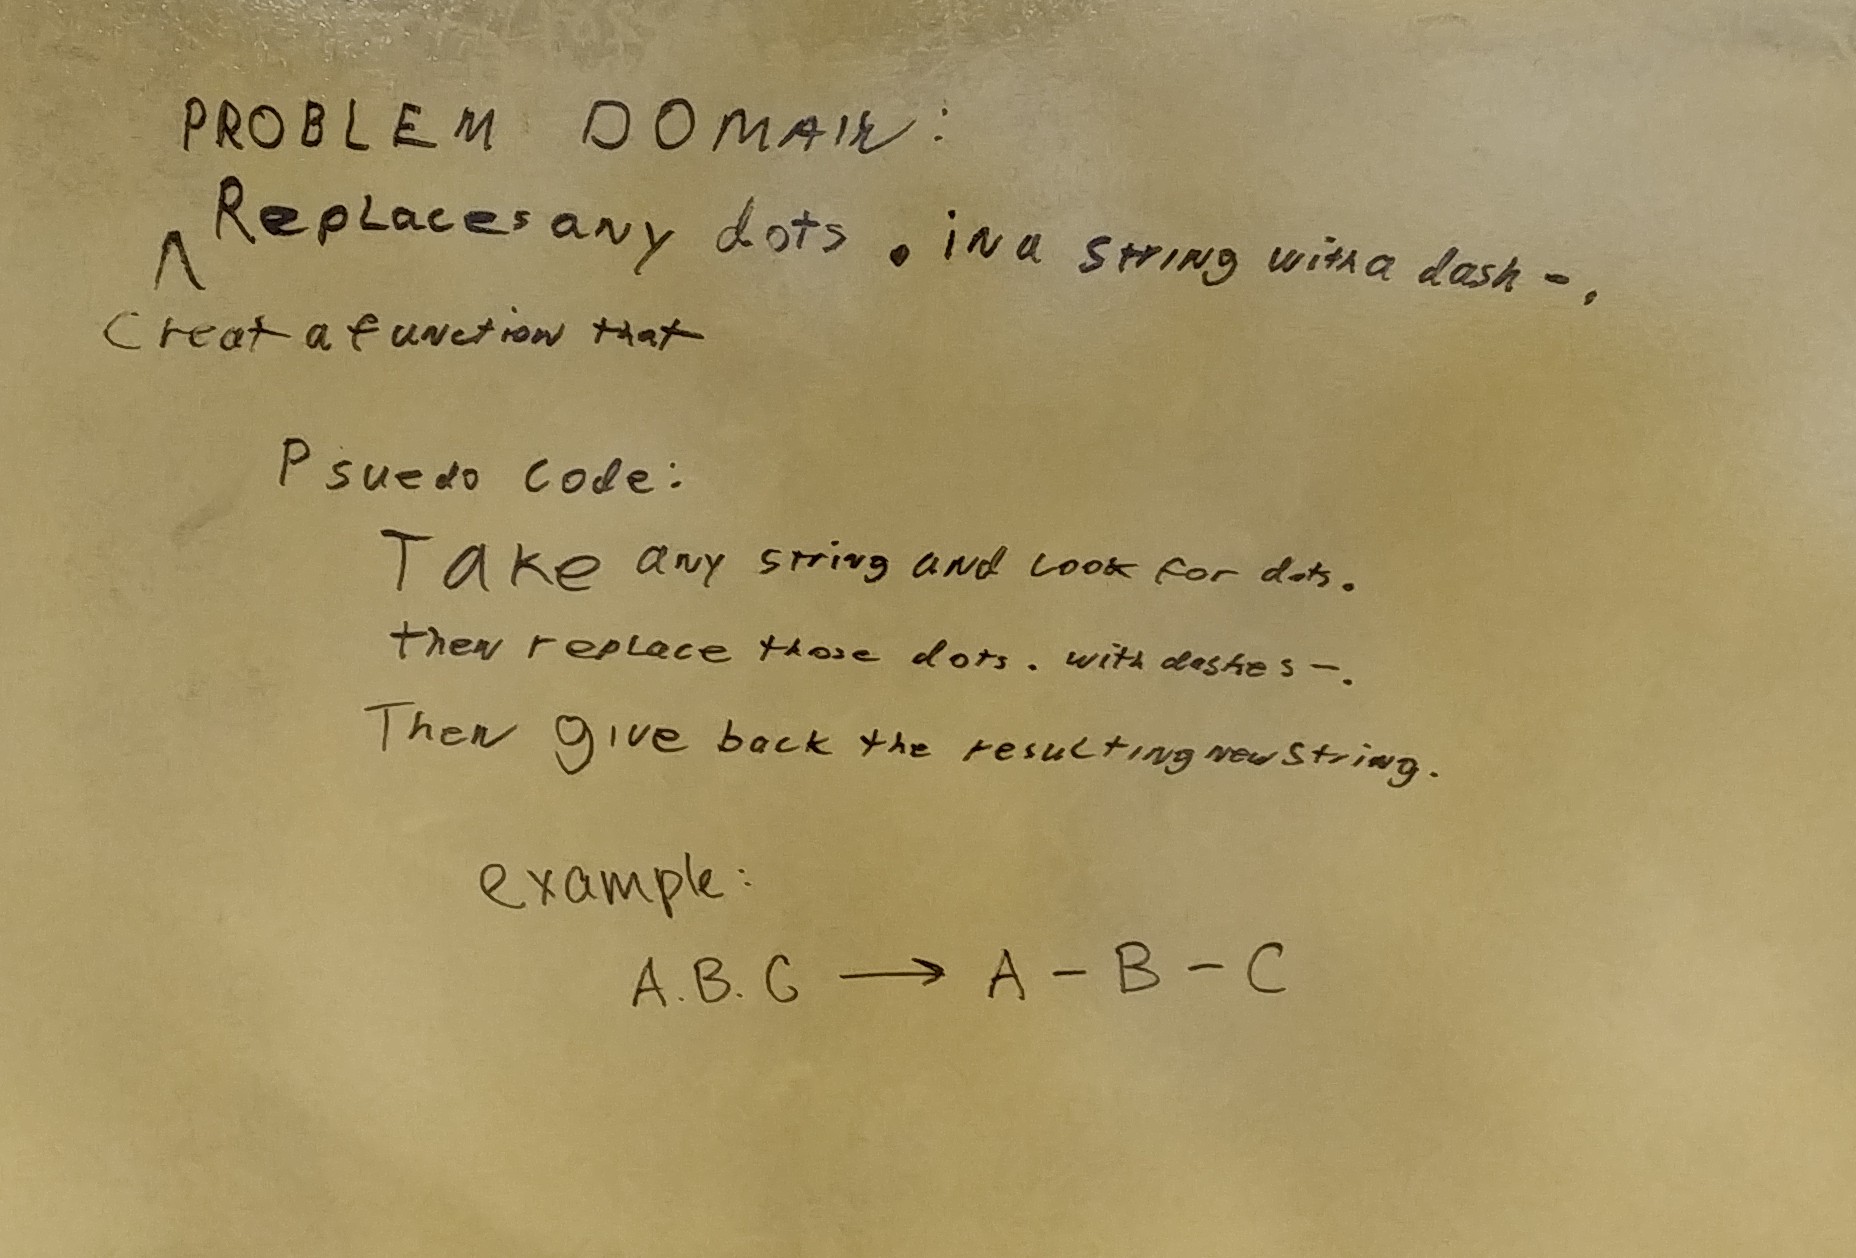 PROBLEM DOMAIN:
Replaces any dots . in a string with a dash -.
^
Creat a function that
Psuedo Code:
Take any string and look for dots.
then replace those dots . with dashes -.
Then give back the resulting new string.
example:
A.B.C → A - B - C